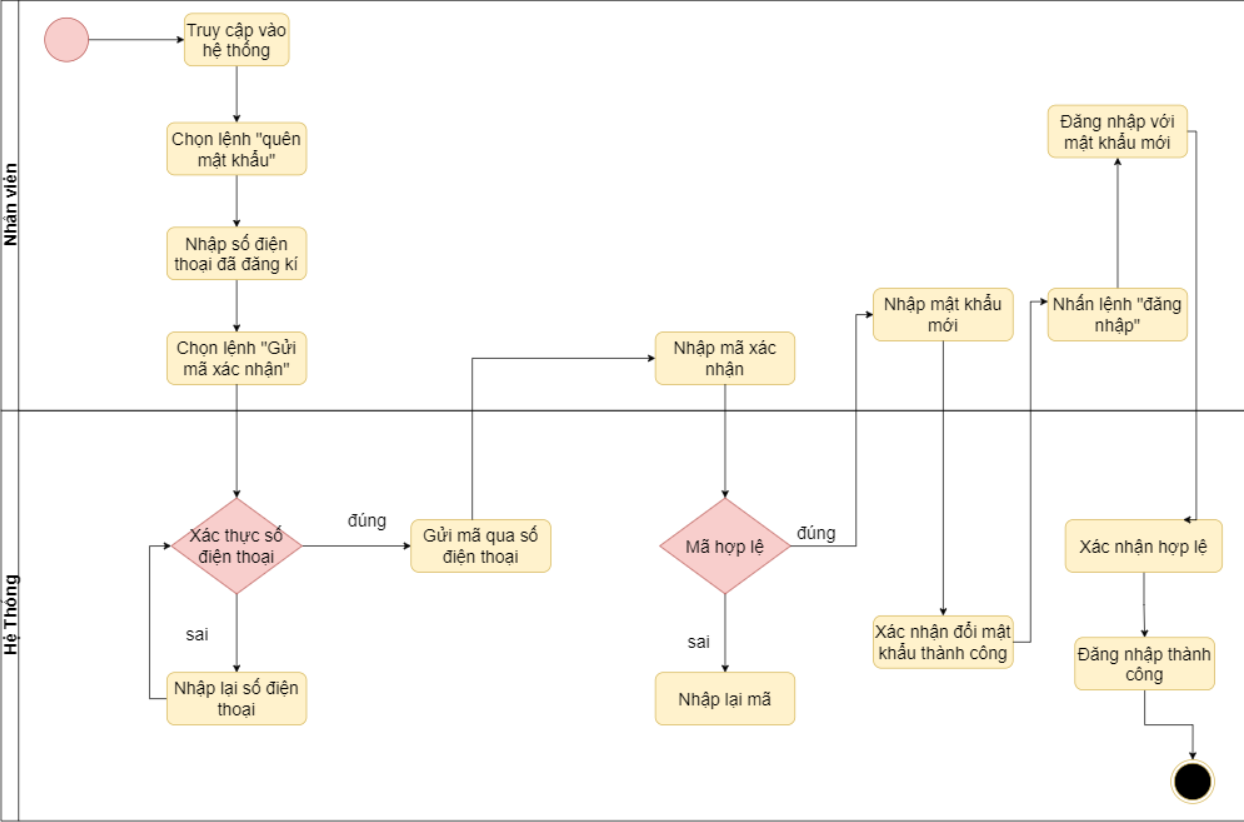 Nhân viên
Truy cập vào
hệ thống
Chọn lệnh "quên
mật khẩu"
Nhập số điện
thoại đã đăng kí
Chọn lệnh "Gửi
mã xác nhận"
Nhập mã xác
nhận
Nhập mật khẩu
mới
Nhấn lệnh "đăng
nhập"
Đăng nhập với
mật khẩu mới
Hệ Thống
Xác thực số
điện thoại
đúng
sai
Nhập lại số điện
thoại
Gửi mã qua số
điện thoại
Mã hợp lệ
đúng
sai
Nhập lại mã
Xác nhận đổi mật
khẩu thành công
Xác nhận hợp lệ
Đăng nhập thành
công